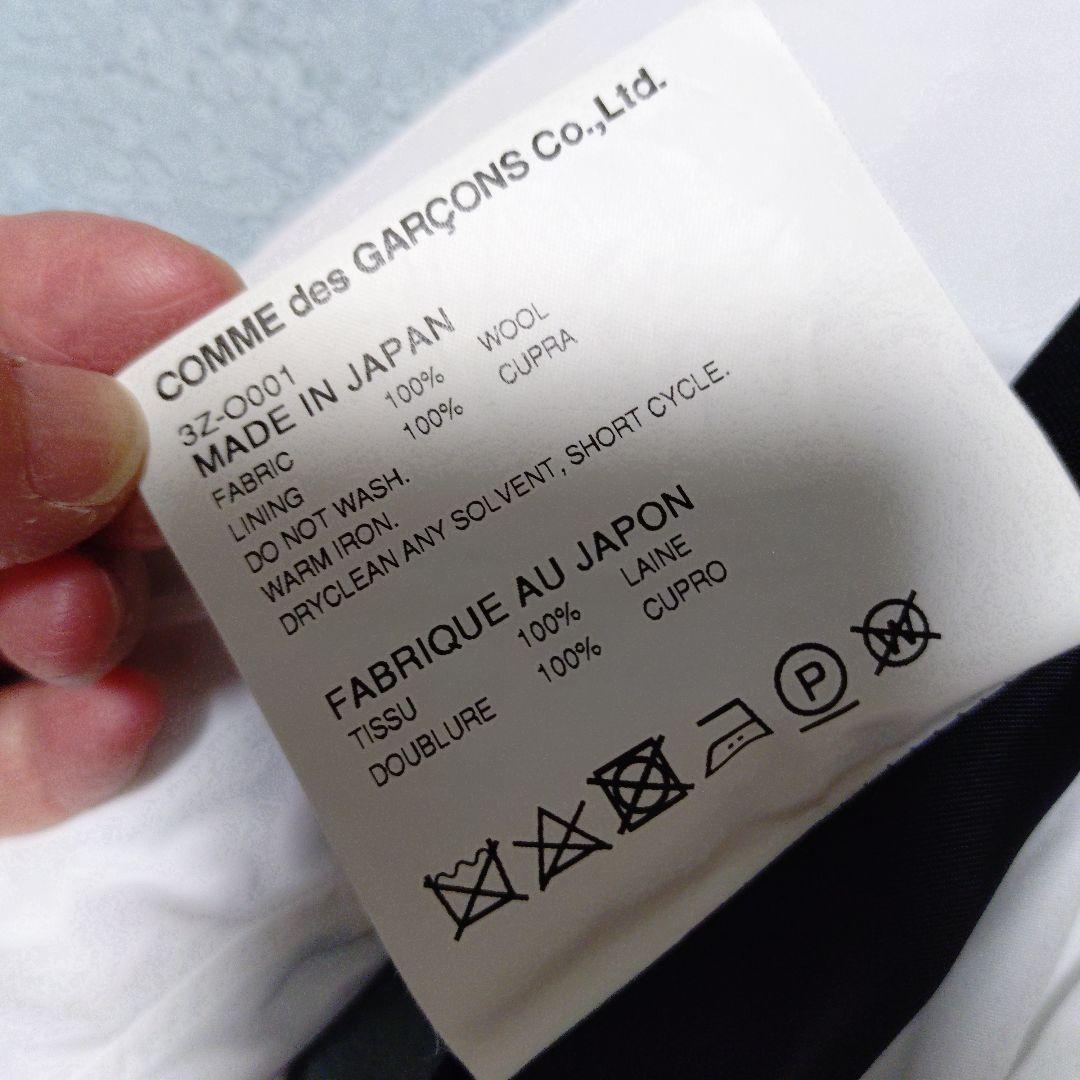 COMME des GARÇONS Co.,Ltd.
3Z-O001
MADE IN JAPAN
FABRIC 100% WOOL
LINING 100% CUPRA
DO NOT WASH.
WARM IRON.
DRYCLEAN ANY SOLVENT, SHORT CYCLE.
FABRIQUE AU JAPON
TISSU 100% LAINE
DOUBLURE 100% CUPRO
P W